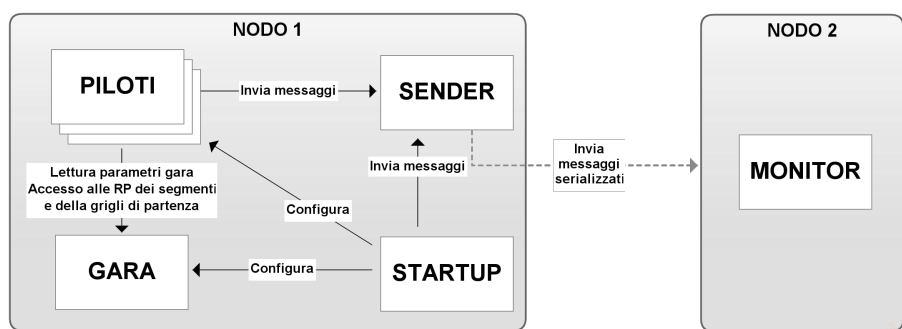 NODO 1
NODO 2
PILOTI
Invia messaggi
SENDER
Invia messaggi
Invia
messaggi
serializzati
MONITOR
Lettura parametri gara
Accesso alle RP dei segmenti
e della grigli di partenza
Configura
GARA
Configura
STARTUP